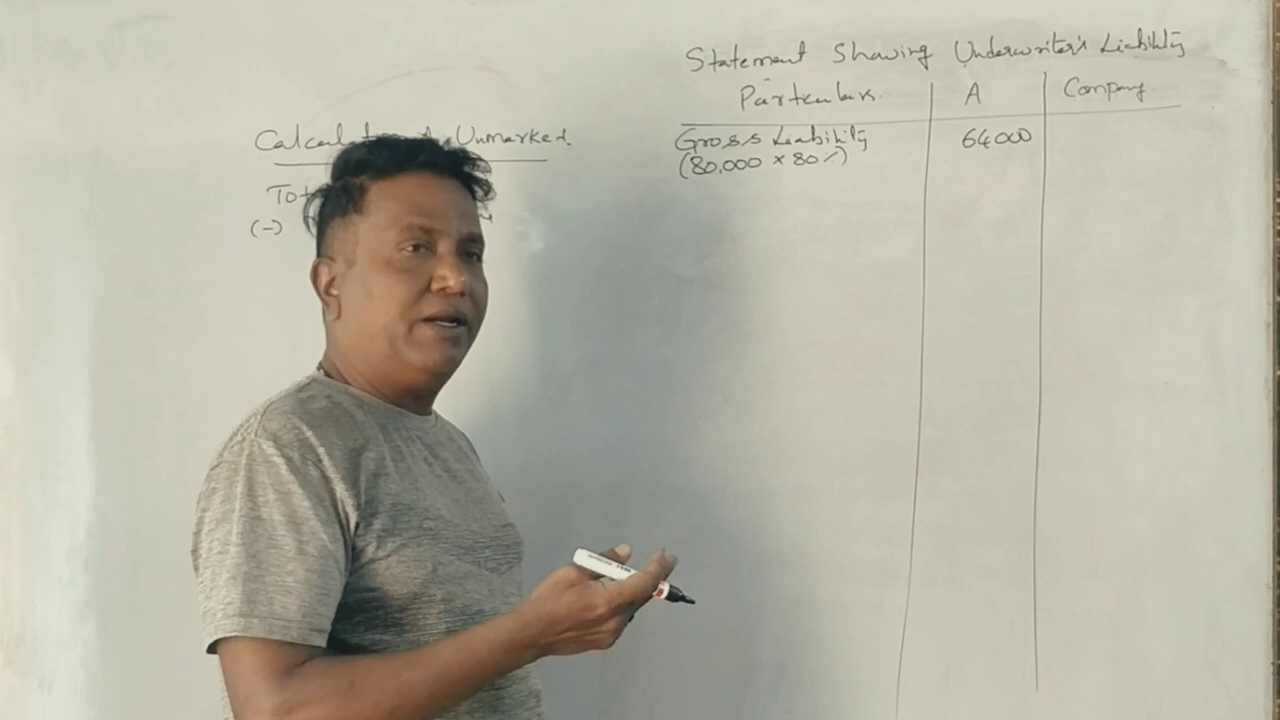 Statement Showing Underwriter's Liability
Particulars. A Company
Gross Liability 64000
(80,000 × 80%)
Unmarked
(-)